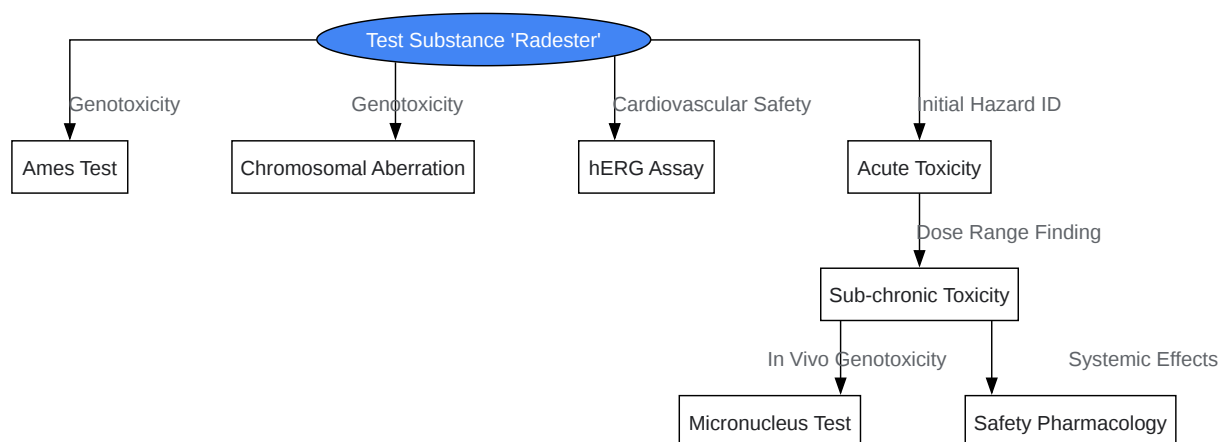 Test Substance 'Radester'
Genotoxicity
Genotoxicity
Cardiovascular Safety
Initial Hazard ID
Ames Test
Chromosomal Aberration
hERG Assay
Acute Toxicity
Dose Range Finding
Sub-chronic Toxicity
In Vivo Genotoxicity
Systemic Effects
Micronucleus Test
Safety Pharmacology